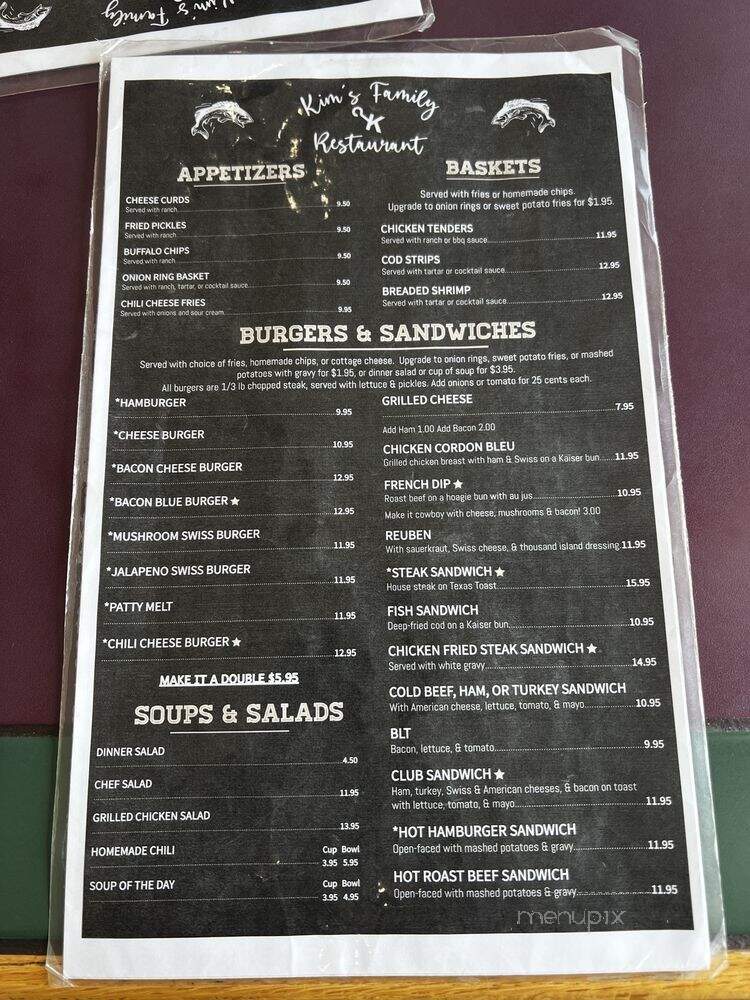 Kim's Family
Kim's Family
Restaurant
APPETIZERS
CHEESE CURDS
Served with ranch 9.50
FRIED PICKLES
Served with ranch 9.50
BUFFALO CHIPS
Served with ranch 9.50
ONION RING BASKET
Served with ranch, tartar, or cocktail sauce 9.50
CHILI CHEESE FRIES
Served with onions and sour cream 9.95
BASKETS
Served with fries or homemade chips.
Upgrade to onion rings or sweet potato fries for $1.95.
CHICKEN TENDERS
Served with ranch or bbq sauce 11.95
COD STRIPS
Served with tartar or cocktail sauce 12.95
BREADED SHRIMP
Served with tartar or cocktail sauce 12.95
BURGERS & SANDWICHES
Served with choice of fries, homemade chips, or cottage cheese. Upgrade to onion rings, sweet potato fries, or mashed
potatoes with gravy for $1.95, or dinner salad or cup of soup for $3.95.
All burgers are 1/3 lb chopped steak, served with lettuce & pickles. Add onions or tomato for 25 cents each.
*HAMBURGER
9.95
*CHEESE BURGER
10.95
*BACON CHEESE BURGER
12.95
*BACON BLUE BURGER ★
12.95
*MUSHROOM SWISS BURGER
11.95
*JALAPENO SWISS BURGER
11.95
*PATTY MELT
11.95
*CHILI CHEESE BURGER ★
12.95
MAKE IT A DOUBLE $5.95
SOUPS & SALADS
DINNER SALAD
4.50
CHEF SALAD
11.95
GRILLED CHICKEN SALAD
13.95
HOMEMADE CHILI Cup Bowl
3.95 5.95
SOUP OF THE DAY Cup Bowl
3.95 4.95
GRILLED CHEESE
7.95
Add Ham 1.00 Add Bacon 2.00
CHICKEN CORDON BLEU
Grilled chicken breast with ham & Swiss on a Kaiser bun 11.95
FRENCH DIP ★
Roast beef on a hoagie bun with au jus 10.95
Make it cowboy with cheese, mushrooms & bacon! 3.00
REUBEN
With sauerkraut, Swiss cheese, & thousand island dressing 11.95
*STEAK SANDWICH ★
House steak on Texas Toast 15.95
FISH SANDWICH
Deep-fried cod on a Kaiser bun 10.95
CHICKEN FRIED STEAK SANDWICH ★
Served with white gravy 14.95
COLD BEEF, HAM, OR TURKEY SANDWICH
With American cheese, lettuce, tomato, & mayo 10.95
BLT
Bacon, lettuce, & tomato 9.95
CLUB SANDWICH ★
Ham, turkey, Swiss & American cheeses, & bacon on toast
with lettuce, tomato, & mayo 11.95
*HOT HAMBURGER SANDWICH
Open-faced with mashed potatoes & gravy 11.95
HOT ROAST BEEF SANDWICH
Open-faced with mashed potatoes & gravy 11.95
menupix